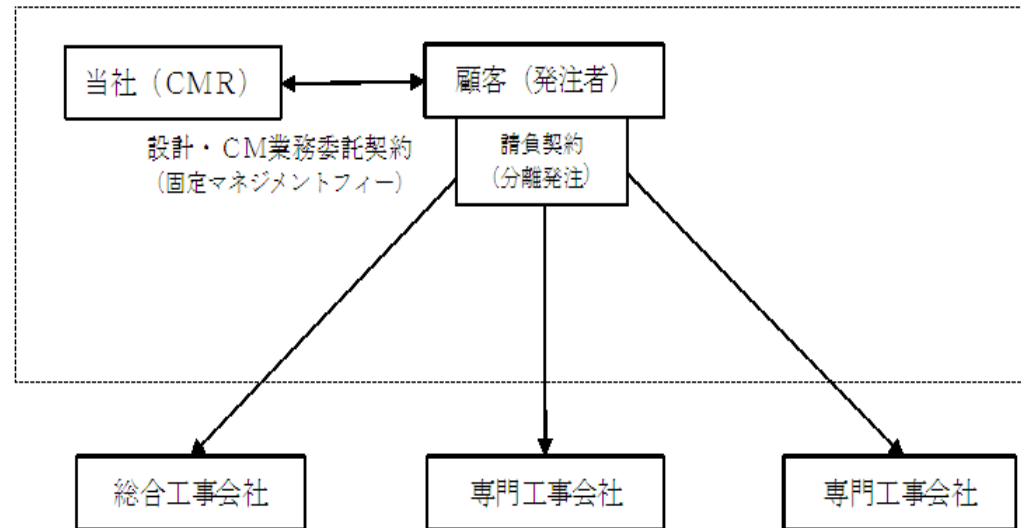 当社（CMR）
顧客（発注者）
設計・CM業務委託契約
（固定マネジメントフィー）
請負契約
（分離発注）
総合工事会社
専門工事会社
専門工事会社